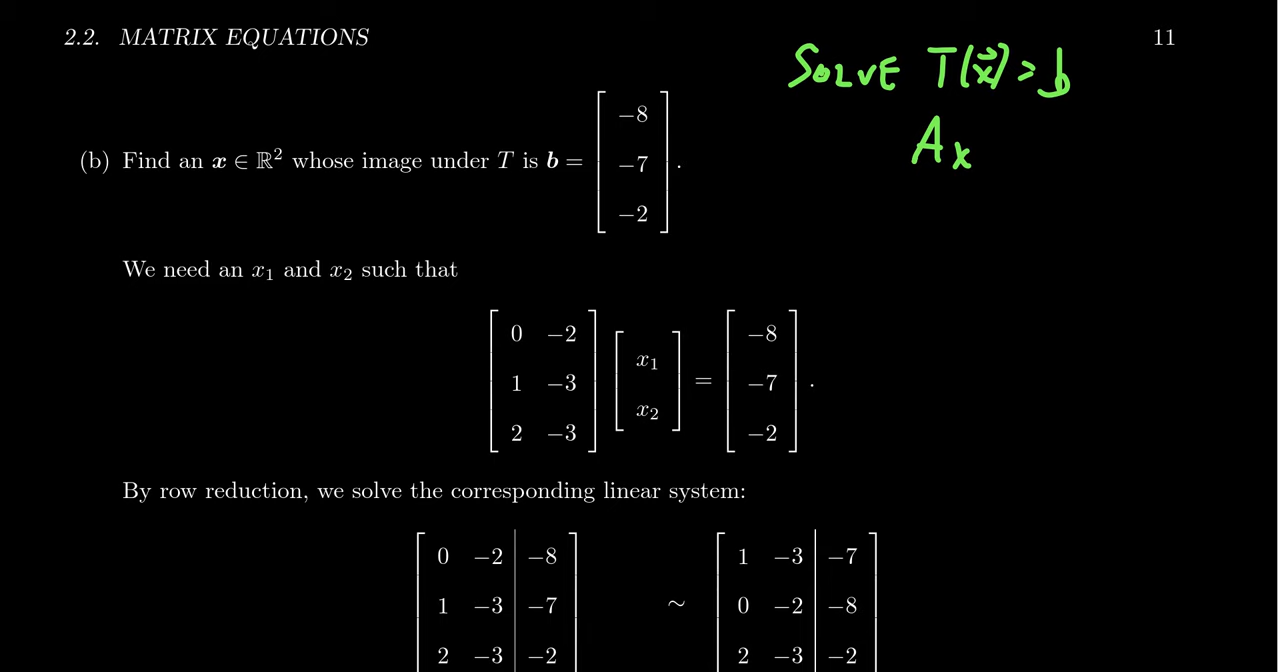 2.2. MATRIX EQUATIONS 11
SOLVE T(x⃗) = b
Ax
(b) Find an x ∈ ℝ² whose image under T is b = [ −8 −7 −2 ] .
We need an x₁ and x₂ such that
[ 0 −2 ] [ x₁ ] = [ −8 ]
[ 1 −3 ] [ x₂ ] [ −7 ] .
[ 2 −3 ] [ −2 ]
By row reduction, we solve the corresponding linear system:
[ 0 −2 | −8 ] ∼ [ 1 −3 | −7 ]
[ 1 −3 | −7 ] [ 0 −2 | −8 ]
[ 2 −3 | −2 ] [ 2 −3 | −2 ]